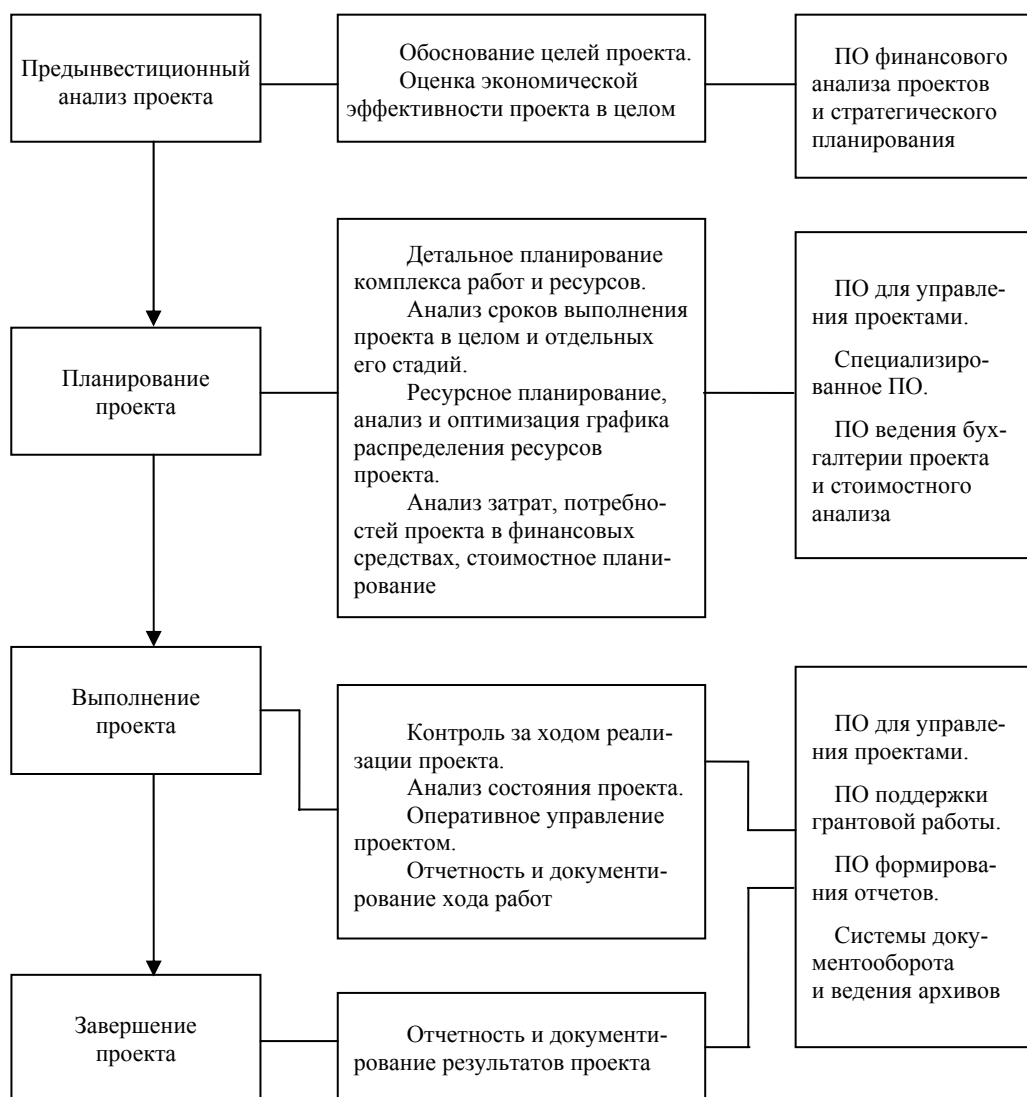 Предынвестиционный
анализ проекта
Обоснование целей проекта.
Оценка экономической
эффективности проекта в целом
ПО финансового
анализа проектов
и стратегического
планирования
Планирование
проекта
Детальное планирование
комплекса работ и ресурсов.
Анализ сроков выполнения
проекта в целом и отдельных
его стадий.
Ресурсное планирование,
анализ и оптимизация графика
распределения ресурсов
проекта.
Анализ затрат, потребно-
стей проекта в финансовых
средствах, стоимостное плани-
рование
ПО для управле-
ния проектами.
Специализиро-
ванное ПО.
ПО ведения бух-
галтерии проекта
и стоимостного
анализа
Выполнение
проекта
Контроль за ходом реали-
зации проекта.
Анализ состояния проекта.
Оперативное управление
проектом.
Отчетность и документи-
рование хода работ
ПО для управле-
ния проектами.
ПО поддержки
грантовой работы.
ПО формирова-
ния отчетов.
Системы доку-
ментооборота
и ведения архивов
Завершение
проекта
Отчетность и документи-
рование результатов проекта